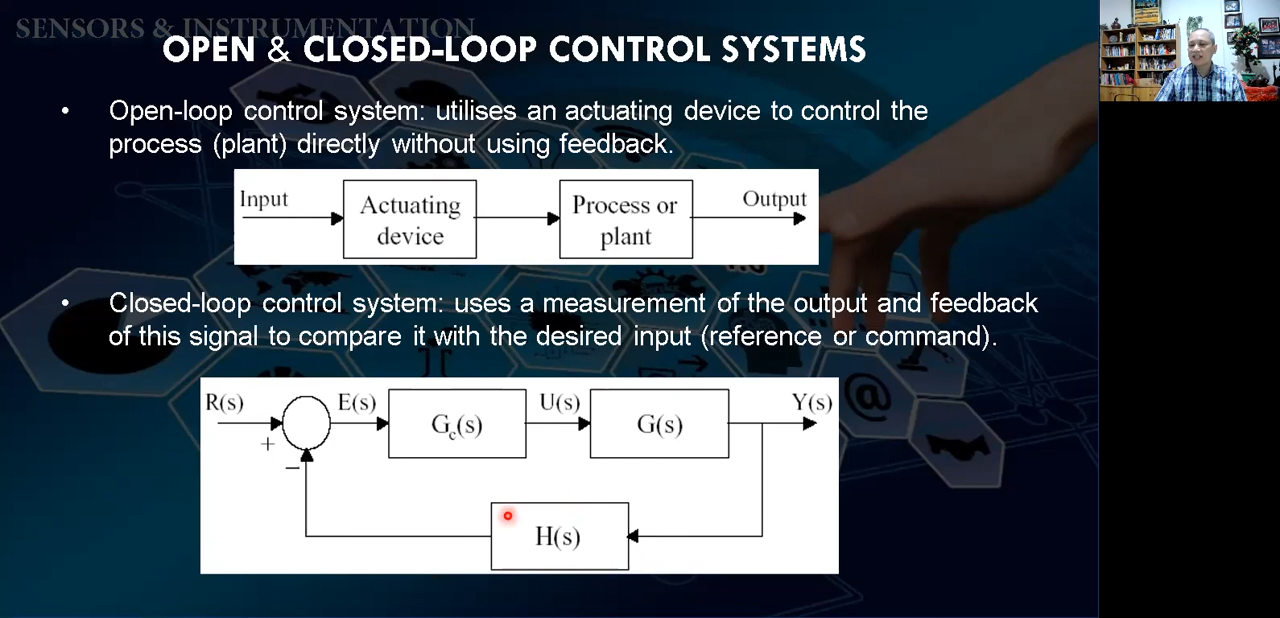 SENSORS & INSTRUMENTATION
OPEN & CLOSED-LOOP CONTROL SYSTEMS
• Open-loop control system: utilises an actuating device to control the
process (plant) directly without using feedback.
Input
Actuating
device
Process or
plant
Output
• Closed-loop control system: uses a measurement of the output and feedback
of this signal to compare it with the desired input (reference or command).
R(s)
+
−
E(s)
Gc(s)
U(s)
G(s)
Y(s)
H(s)
@